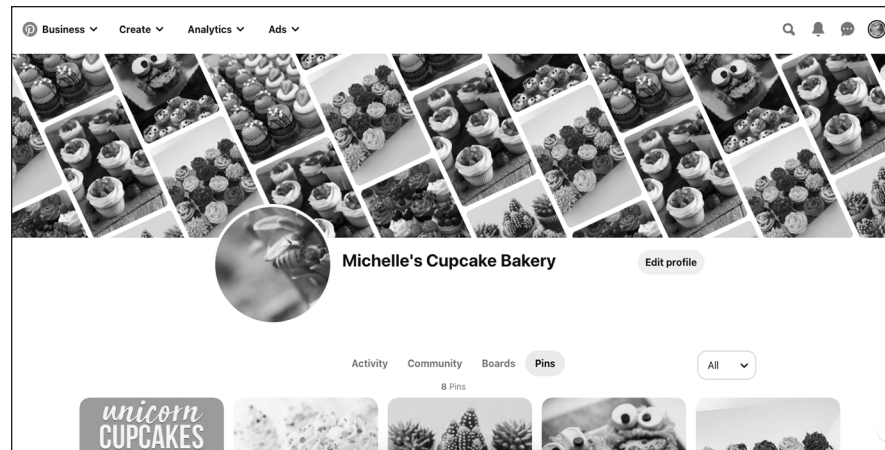 Business Create Analytics Ads
Michelle's Cupcake Bakery
Edit profile
Activity Community Boards Pins
All
8 Pins
unicorn
CUPCAKES